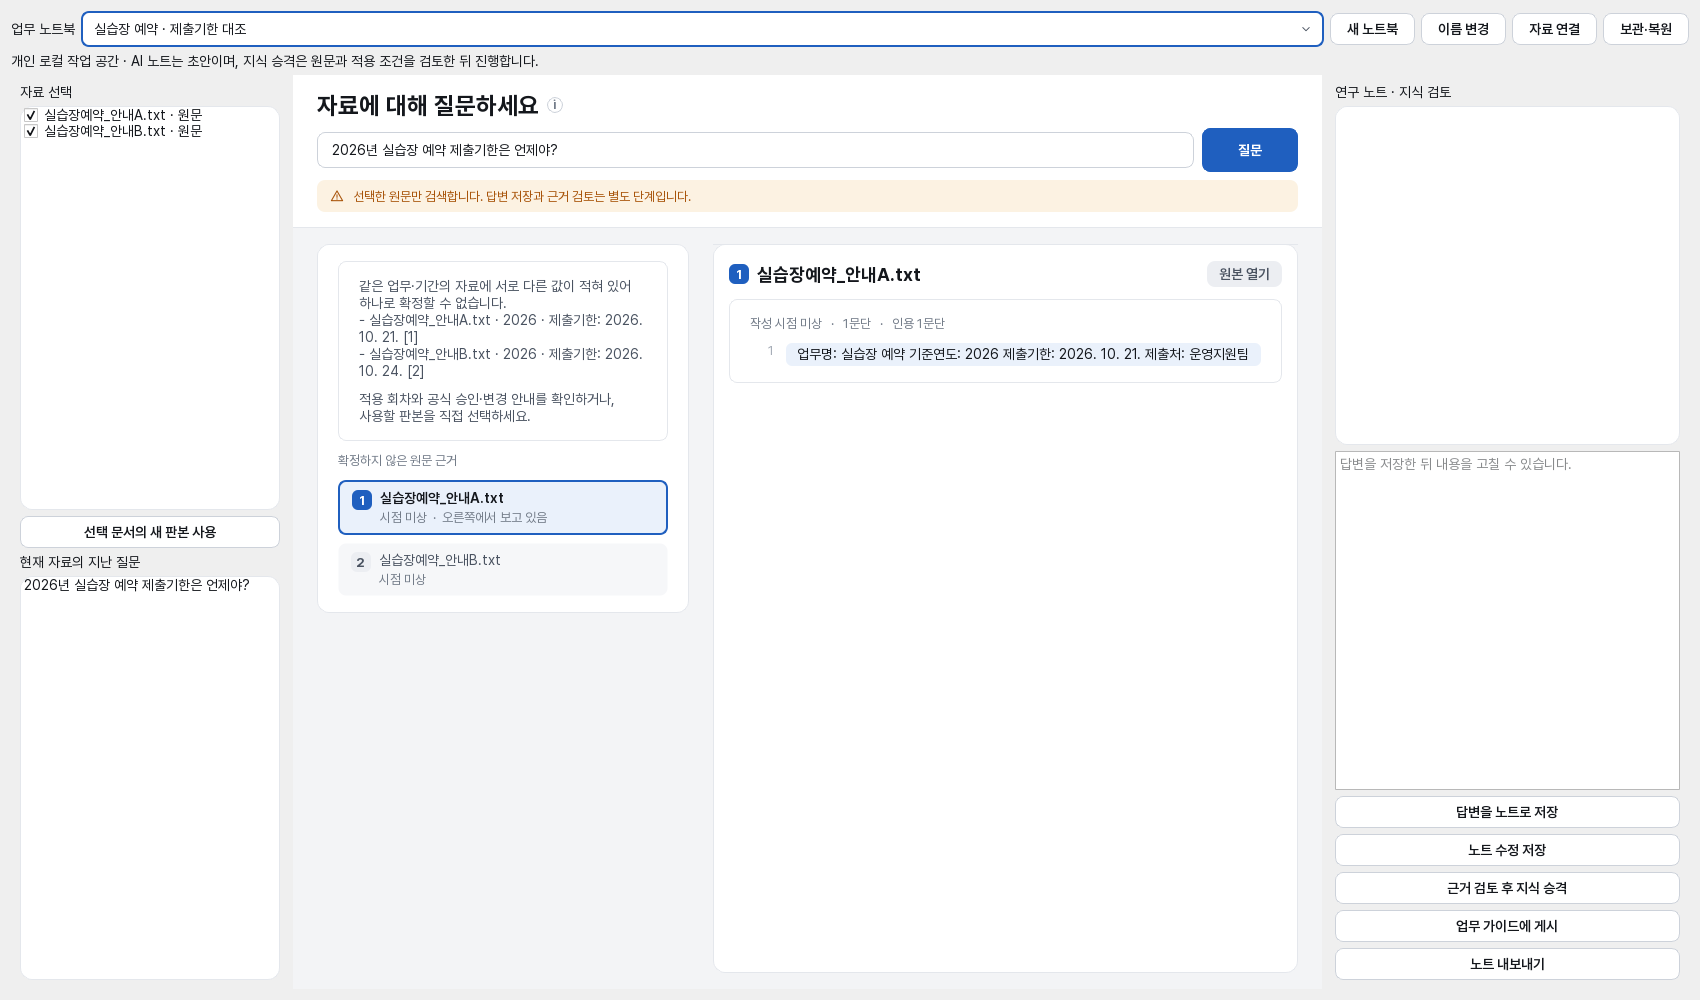 업무 노트북
실습장 예약 · 제출기한 대조
새 노트북
이름 변경
자료 연결
보관·복원
개인 로컬 작업 공간 · AI 노트는 초안이며, 지식 승격은 원문과 적용 조건을 검토한 뒤 진행합니다.
자료 선택
실습장예약_안내A.txt · 원문
실습장예약_안내B.txt · 원문
선택 문서의 새 판본 사용
현재 자료의 지난 질문
2026년 실습장 예약 제출기한은 언제야?
자료에 대해 질문하세요
2026년 실습장 예약 제출기한은 언제야?
질문
선택한 원문만 검색합니다. 답변 저장과 근거 검토는 별도 단계입니다.
같은 업무·기간의 자료에 서로 다른 값이 적혀 있어
하나로 확정할 수 없습니다.
- 실습장예약_안내A.txt · 2026 · 제출기한: 2026.
10. 21. [1]
- 실습장예약_안내B.txt · 2026 · 제출기한: 2026.
10. 24. [2]
적용 회차와 공식 승인·변경 안내를 확인하거나,
사용할 판본을 직접 선택하세요.
확정하지 않은 원문 근거
1
실습장예약_안내A.txt
시점 미상 · 오른쪽에서 보고 있음
2
실습장예약_안내B.txt
시점 미상
1
실습장예약_안내A.txt
원본 열기
작성 시점 미상 · 1문단 · 인용 1문단
1
업무명: 실습장 예약 기준연도: 2026 제출기한: 2026. 10. 21. 제출처: 운영지원팀
연구 노트 · 지식 검토
답변을 저장한 뒤 내용을 고칠 수 있습니다.
답변을 노트로 저장
노트 수정 저장
근거 검토 후 지식 승격
업무 가이드에 게시
노트 내보내기